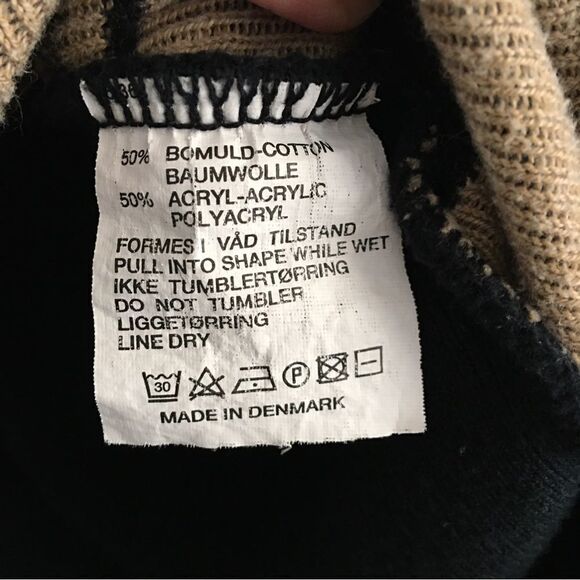 50% BOMULD-COTTON
BAUMWOLLE
50% ACRYL-ACRYLIC
POLYACRYL
FORMES I VÅD TILSTAND
PULL INTO SHAPE WHILE WET
IKKE TUMBLERTØRRING
DO NOT TUMBLER
LIGGETØRRING
LINE DRY
30 P
MADE IN DENMARK